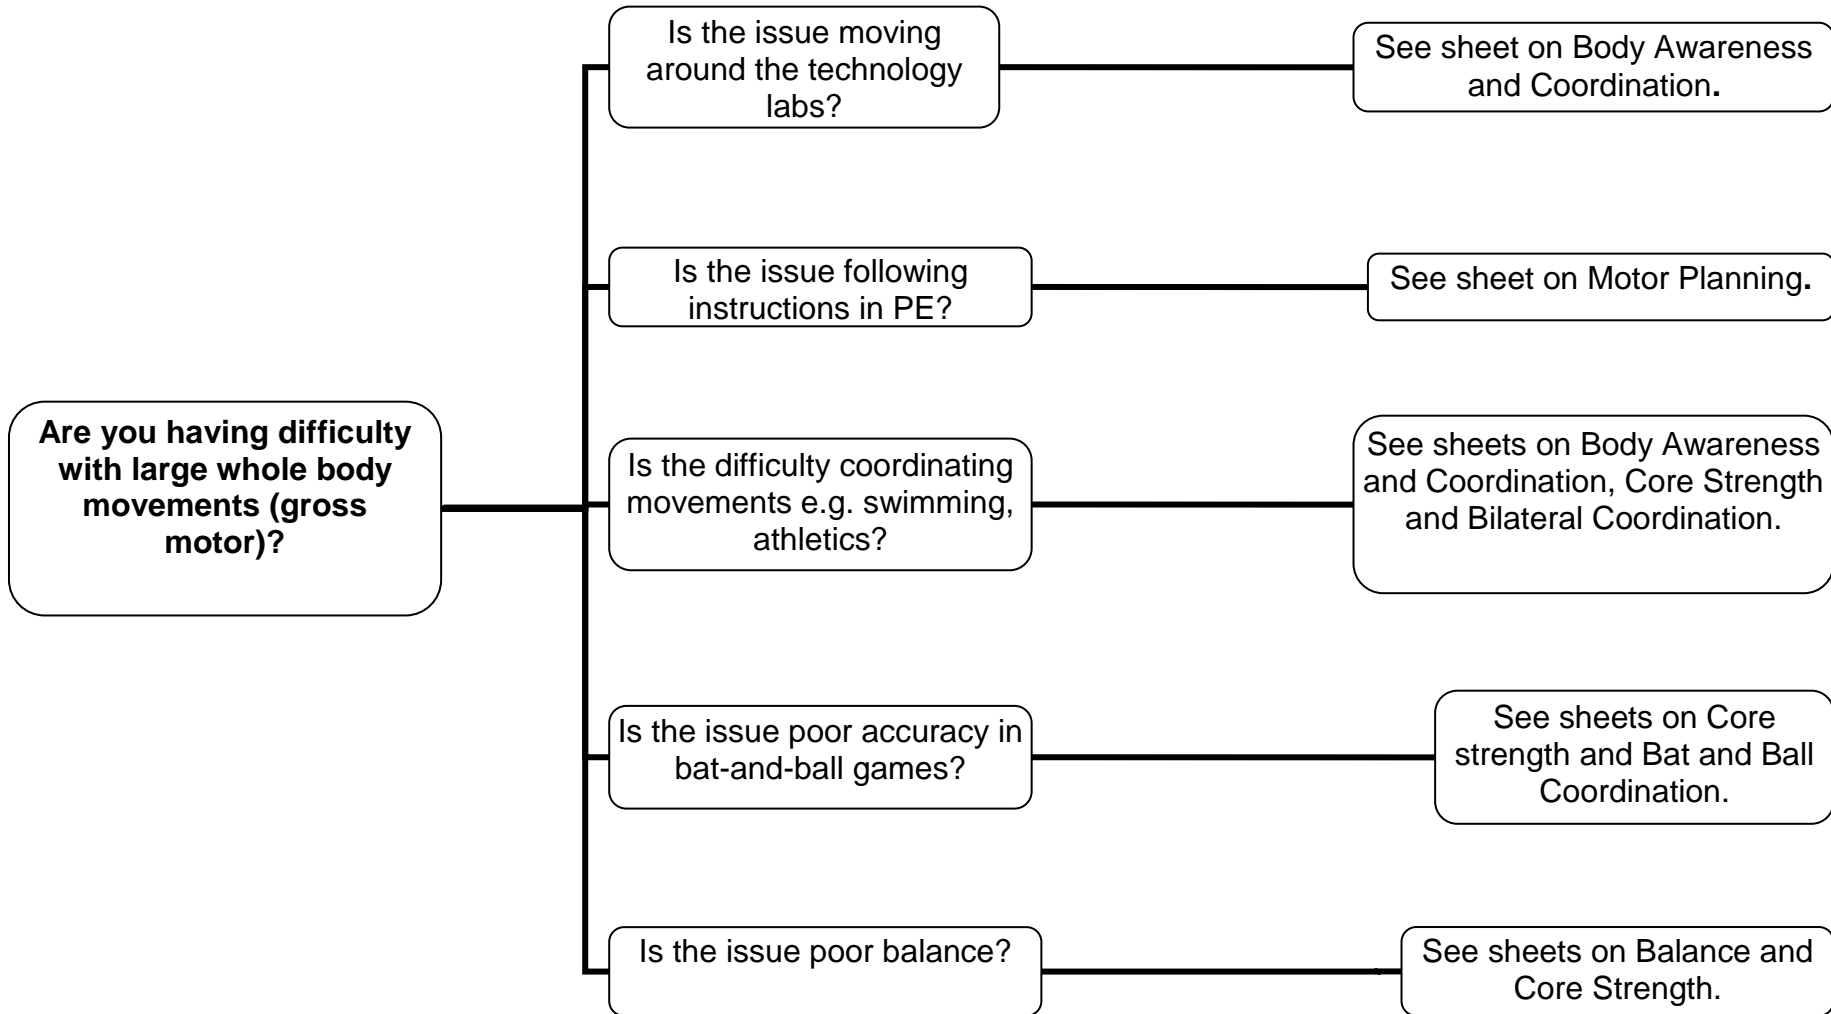 Is the issue moving
around the technology
labs?
See sheet on Body Awareness
and Coordination.
Is the issue following
instructions in PE?
See sheet on Motor Planning.
Are you having difficulty
with large whole body
movements (gross
motor)?
Is the difficulty coordinating
movements e.g. swimming,
athletics?
See sheets on Body Awareness
and Coordination, Core Strength
and Bilateral Coordination.
Is the issue poor accuracy in
bat-and-ball games?
See sheets on Core
strength and Bat and Ball
Coordination.
Is the issue poor balance?
See sheets on Balance and
Core Strength.